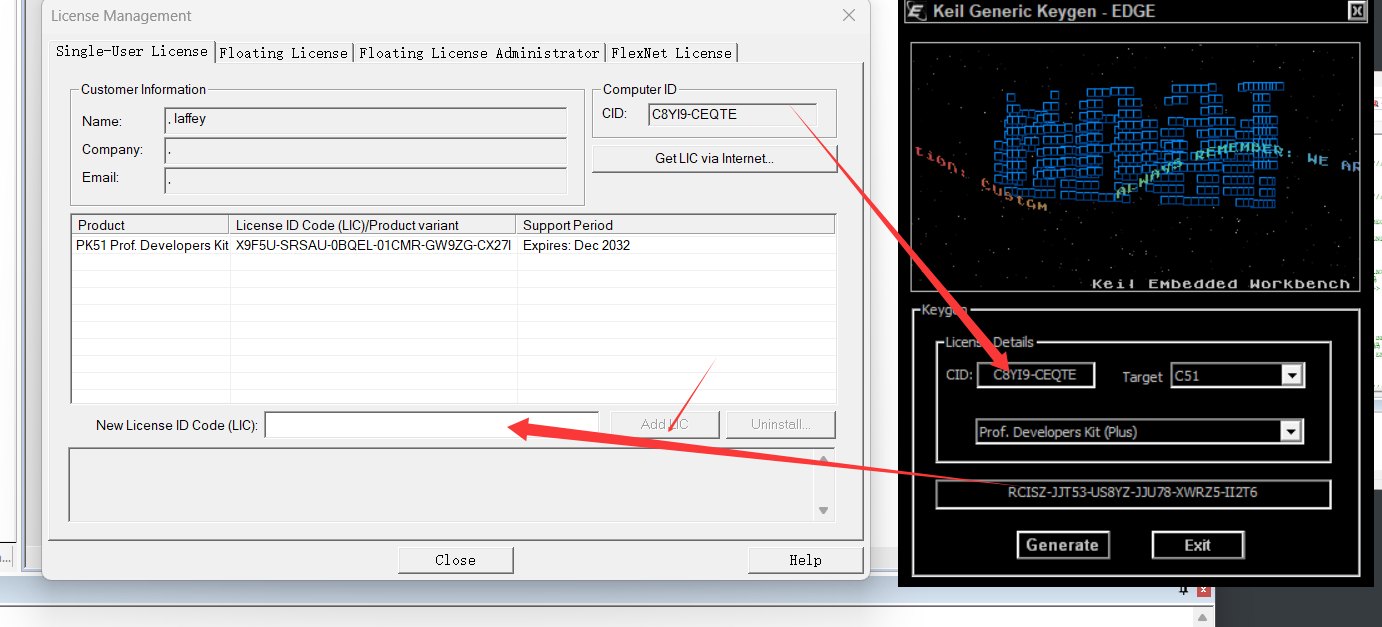 License Management
Single-User License Floating License Floating License Administrator FlexNet License
Customer Information
Name: . laffey
Company: .
Email: .
Computer ID
CID: C8YI9-CEQTE
Get LIC via Internet...
Product License ID Code (LIC)/Product variant Support Period
PK51 Prof. Developers Kit X9F5U-SRSAU-0BQEL-01CMR-GW9ZG-CX27I Expires: Dec 2032
New License ID Code (LIC): Add LIC Uninstall...
Close Help
Keil Generic Keygen - EDGE
tion: Custom
ALWAYS REMEMBER: WE AR
Keil Embedded Workbench
Keygen
License Details
CID: C8YI9-CEQTE Target C51
Prof. Developers Kit (Plus)
RCISZ-JJT53-US8YZ-JJU78-XWRZ5-II2T6
Generate Exit